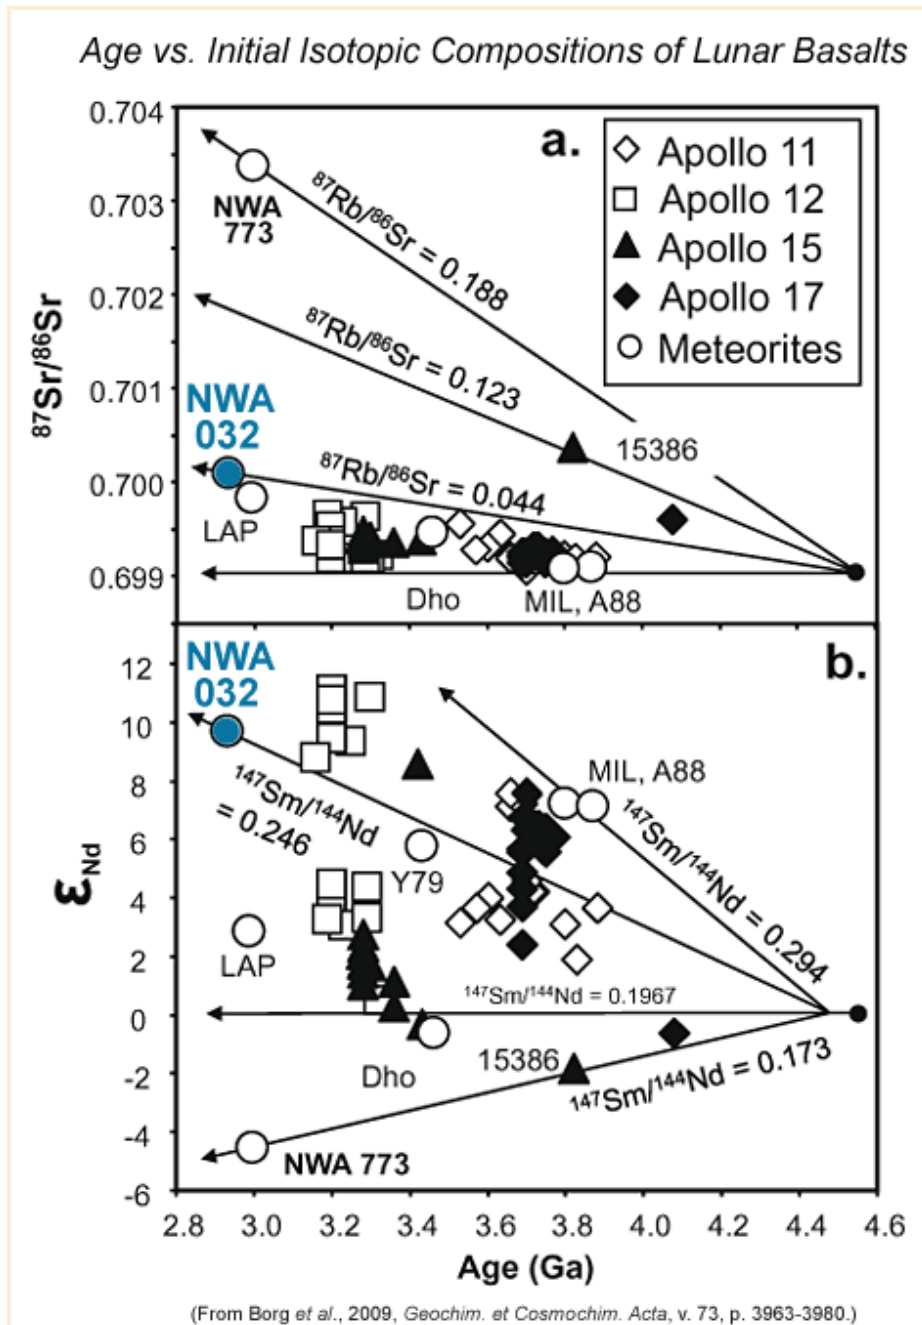 Age vs. Initial Isotopic Compositions of Lunar Basalts
0.704
0.703
0.702
0.701
0.700
0.699
⁸⁷Sr/⁸⁶Sr
a.
Apollo 11
Apollo 12
Apollo 15
Apollo 17
Meteorites
NWA
773
⁸⁷Rb/⁸⁶Sr = 0.188
⁸⁷Rb/⁸⁶Sr = 0.123
NWA
032
15386
⁸⁷Rb/⁸⁶Sr = 0.044
LAP
Dho
MIL, A88
b.
12
10
8
6
4
2
0
-2
-4
-6
εNd
NWA
032
MIL, A88
¹⁴⁷Sm/¹⁴⁴Nd
= 0.246
¹⁴⁷Sm/¹⁴⁴Nd = 0.294
Y79
LAP
¹⁴⁷Sm/¹⁴⁴Nd = 0.1967
15386
Dho
¹⁴⁷Sm/¹⁴⁴Nd = 0.173
NWA 773
2.8 3.0 3.2 3.4 3.6 3.8 4.0 4.2 4.4 4.6
Age (Ga)
(From Borg et al., 2009, Geochim. et Cosmochim. Acta, v. 73, p. 3963-3980.)